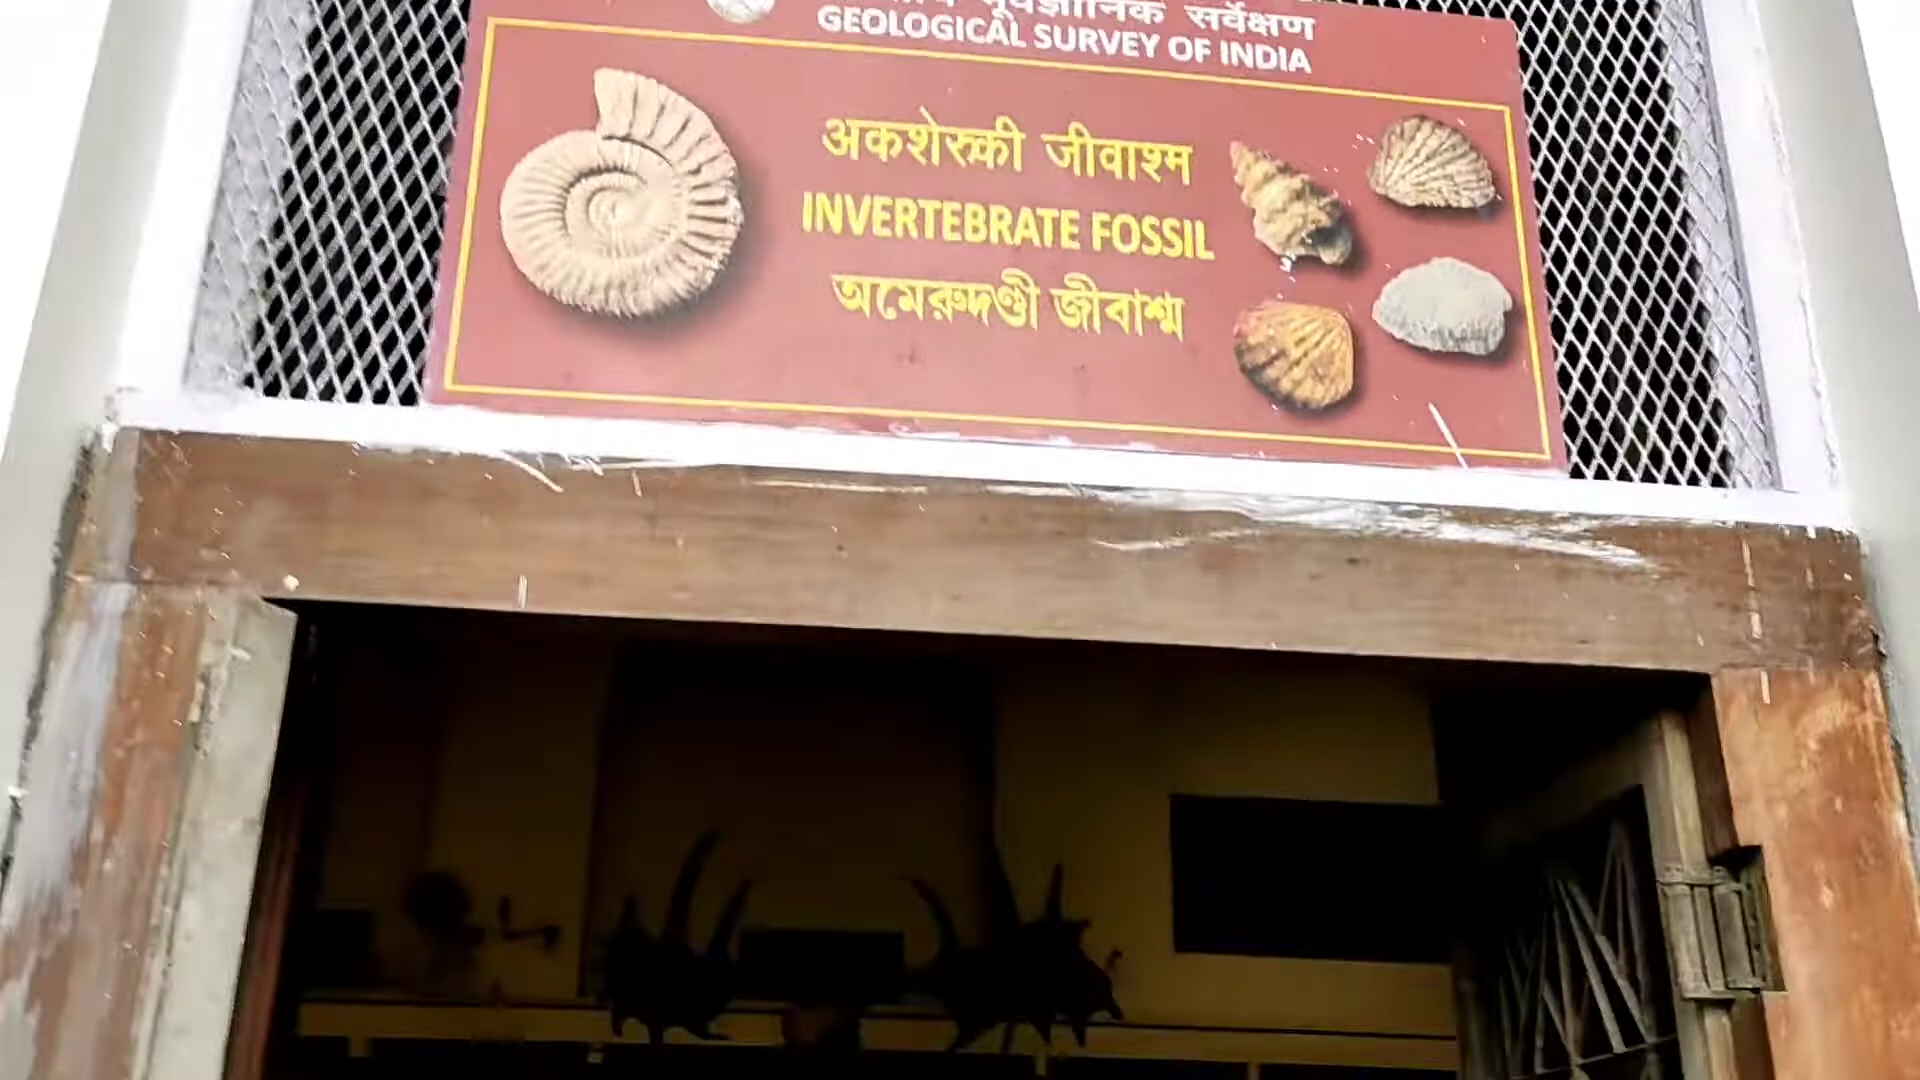 सर्वेक्षण
GEOLOGICAL SURVEY OF INDIA
अकशेरुकी जीवाश्म
INVERTEBRATE FOSSIL
অমেরুদণ্ডী জীবাশ্ম